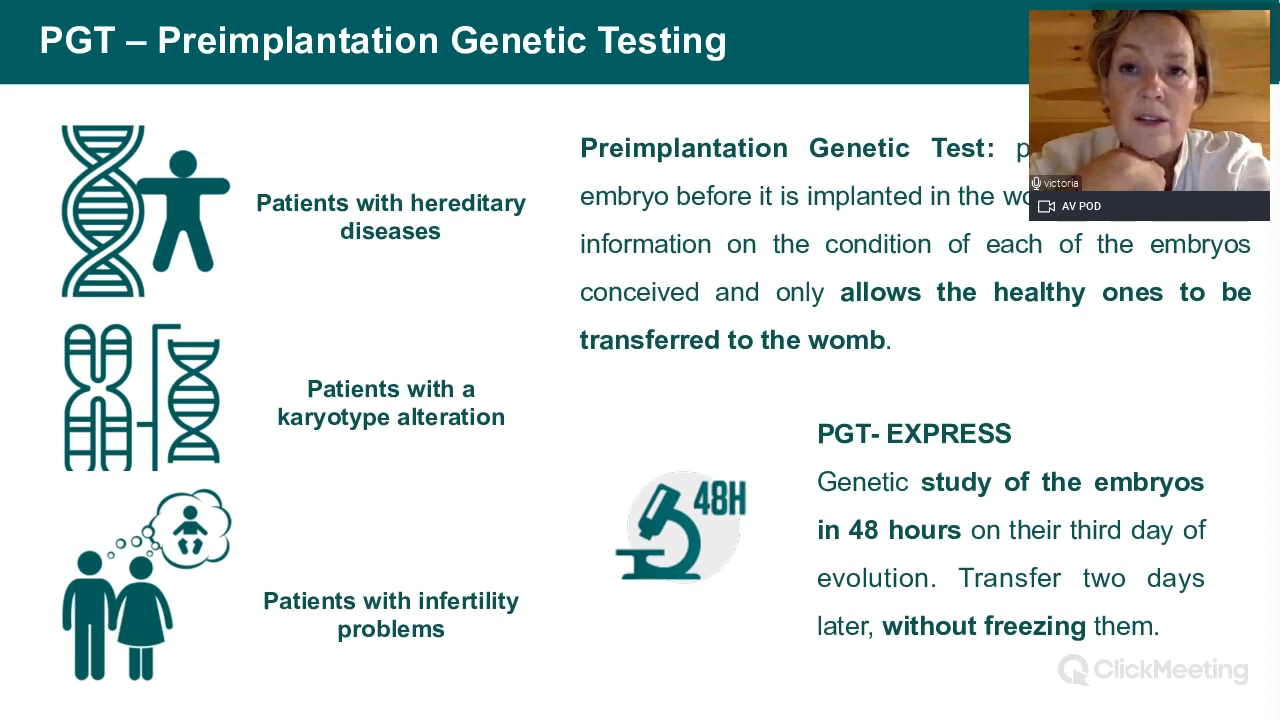 PGT – Preimplantation Genetic Testing
Patients with hereditary
diseases
Patients with a
karyotype alteration
Patients with infertility
problems
Preimplantation Genetic Test:
embryo before it is implanted in the
information on the condition of each of the embryos
conceived and only allows the healthy ones to be
transferred to the womb.
victoria
AV POD
48H
PGT- EXPRESS
Genetic study of the embryos
in 48 hours on their third day of
evolution. Transfer two days
later, without freezing them.
ClickMeeting